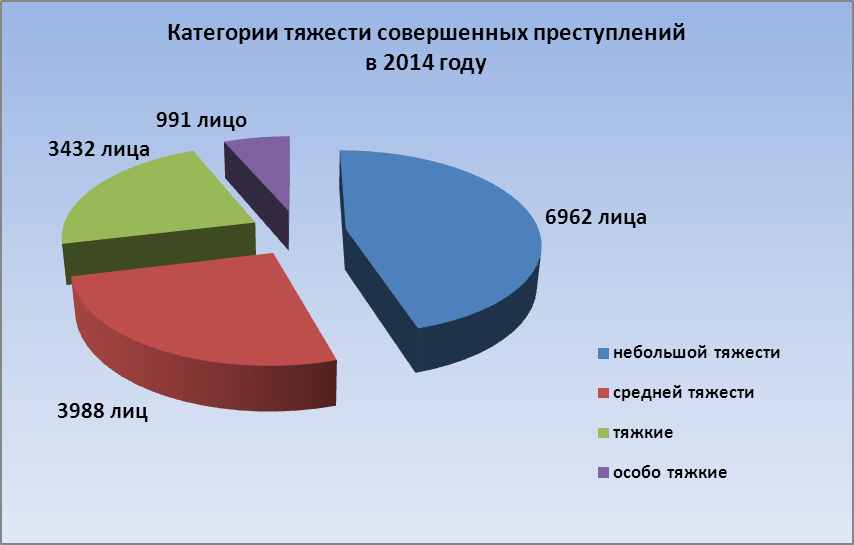 Категории тяжести совершенных преступлений
в 2014 году
991 лицо
3432 лица
6962 лица
3988 лиц
небольшой тяжести
средней тяжести
тяжкие
особо тяжкие